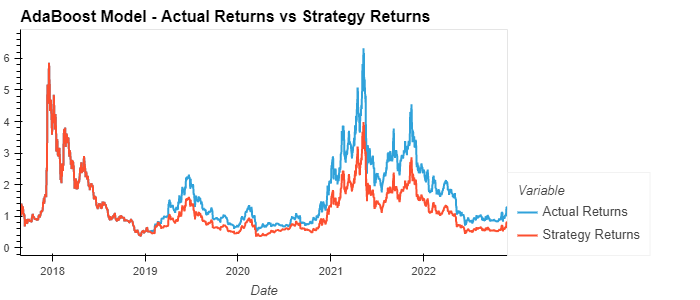 AdaBoost Model - Actual Returns vs Strategy Returns
6
5
4
3
2
1
0
2018
2019
2020
2021
2022
Date
Variable
Actual Returns
Strategy Returns